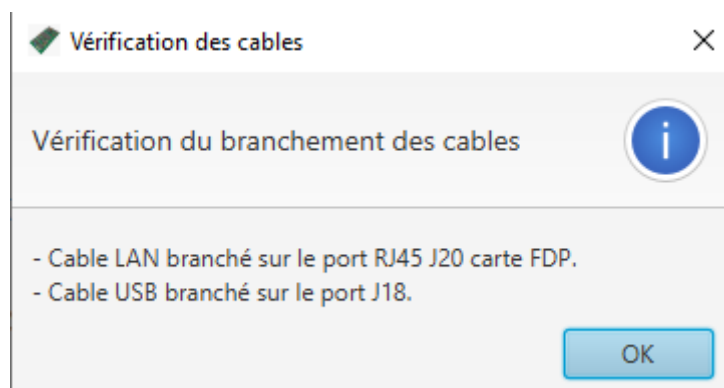 Vérification des cables
Vérification du branchement des cables
- Cable LAN branché sur le port RJ45 J20 carte FDP.
- Cable USB branché sur le port J18.
OK